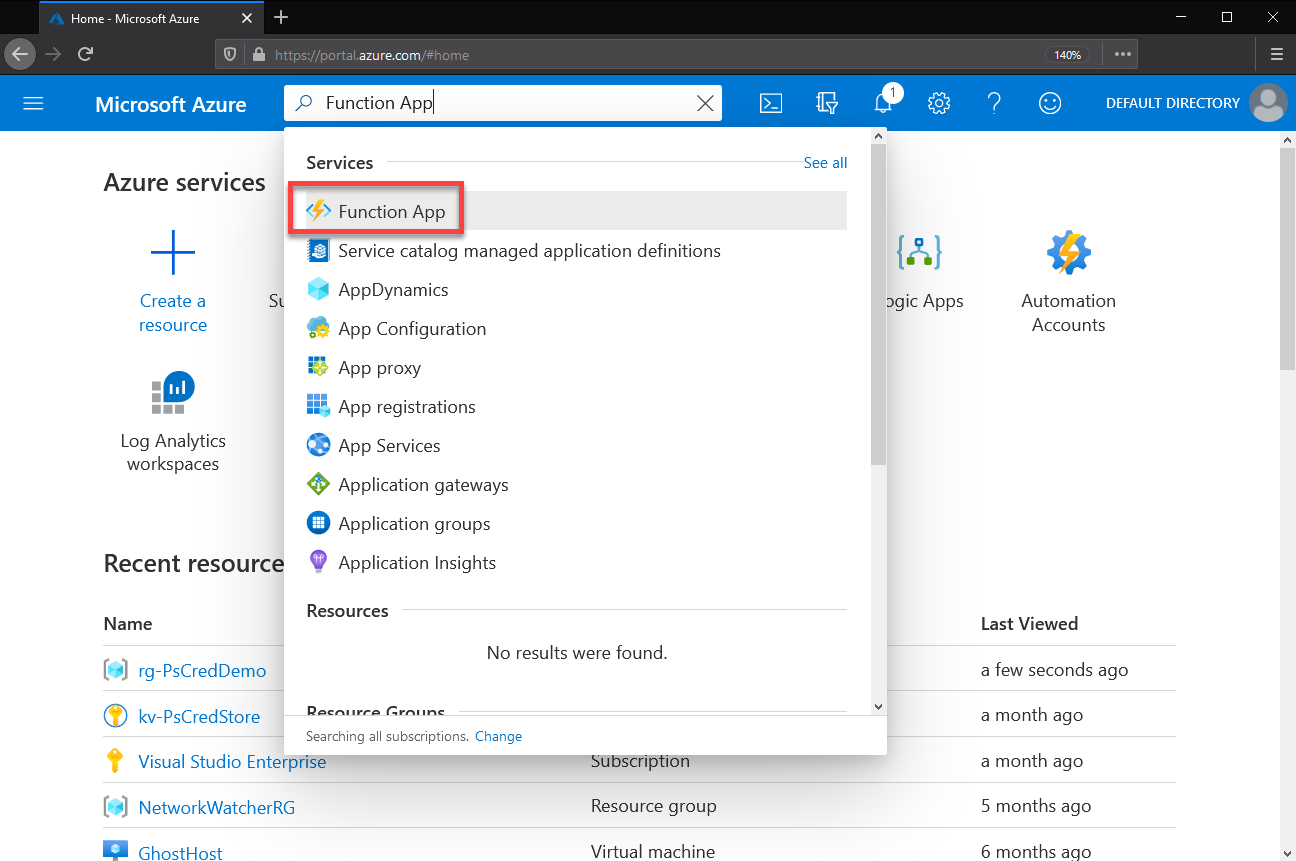 Home - Microsoft Azure
https://portal.azure.com/#home
140%
Microsoft Azure
Function App
1
DEFAULT DIRECTORY
Services
See all
Function App
Service catalog managed application definitions
AppDynamics
App Configuration
App proxy
App registrations
App Services
Application gateways
Application groups
Application Insights
Resources
No results were found.
Resource Groups
Searching all subscriptions. Change
Azure services
Create a
resource
Su
ogic Apps
Automation
Accounts
Log Analytics
workspaces
Recent resource
Name
Last Viewed
rg-PsCredDemo
a few seconds ago
kv-PsCredStore
a month ago
Visual Studio Enterprise
Subscription
a month ago
NetworkWatcherRG
Resource group
5 months ago
GhostHost
Virtual machine
6 months ago